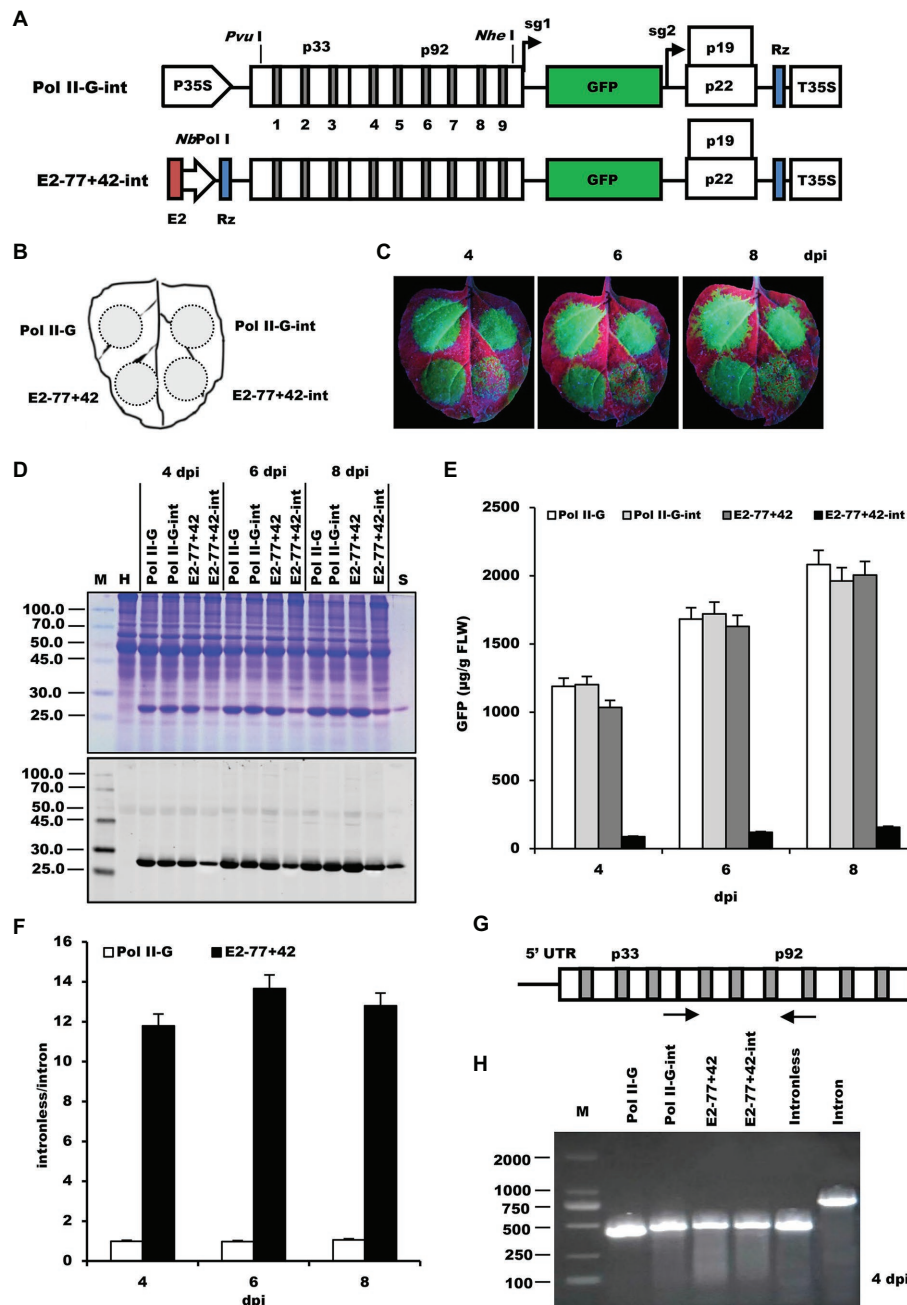 A
Pvu I
p33
p92
Nhe I
sg1
sg2
p19
Rz
Pol II-G-int
P35S
GFP
p22
T35S
1 2 3 4 5 6 7 8 9
NbPol I
p19
E2-77+42-int
GFP
p22
T35S
E2
Rz
B
Pol II-G
Pol II-G-int
E2-77+42
E2-77+42-int
C
4 6 8 dpi
D
4 dpi 6 dpi 8 dpi
M H Pol II-G Pol II-G-int E2-77+42 E2-77+42-int Pol II-G Pol II-G-int E2-77+42 E2-77+42-int Pol II-G Pol II-G-int E2-77+42 E2-77+42-int S
100.0
70.0
50.0
45.0
30.0
25.0
100.0
70.0
50.0
45.0
30.0
25.0
E
2500
2000
1500
1000
500
0
GFP (µg/g FLW)
Pol II-G Pol II-G-int E2-77+42 E2-77+42-int
4 6 8
dpi
F
16
14
12
10
8
6
4
2
0
intronless/intron
Pol II-G E2-77+42
4 6 8
dpi
G
5' UTR
p33
p92
H
M Pol II-G Pol II-G-int E2-77+42 E2-77+42-int Intronless Intron
2000
1000
750
500
250
100
4 dpi